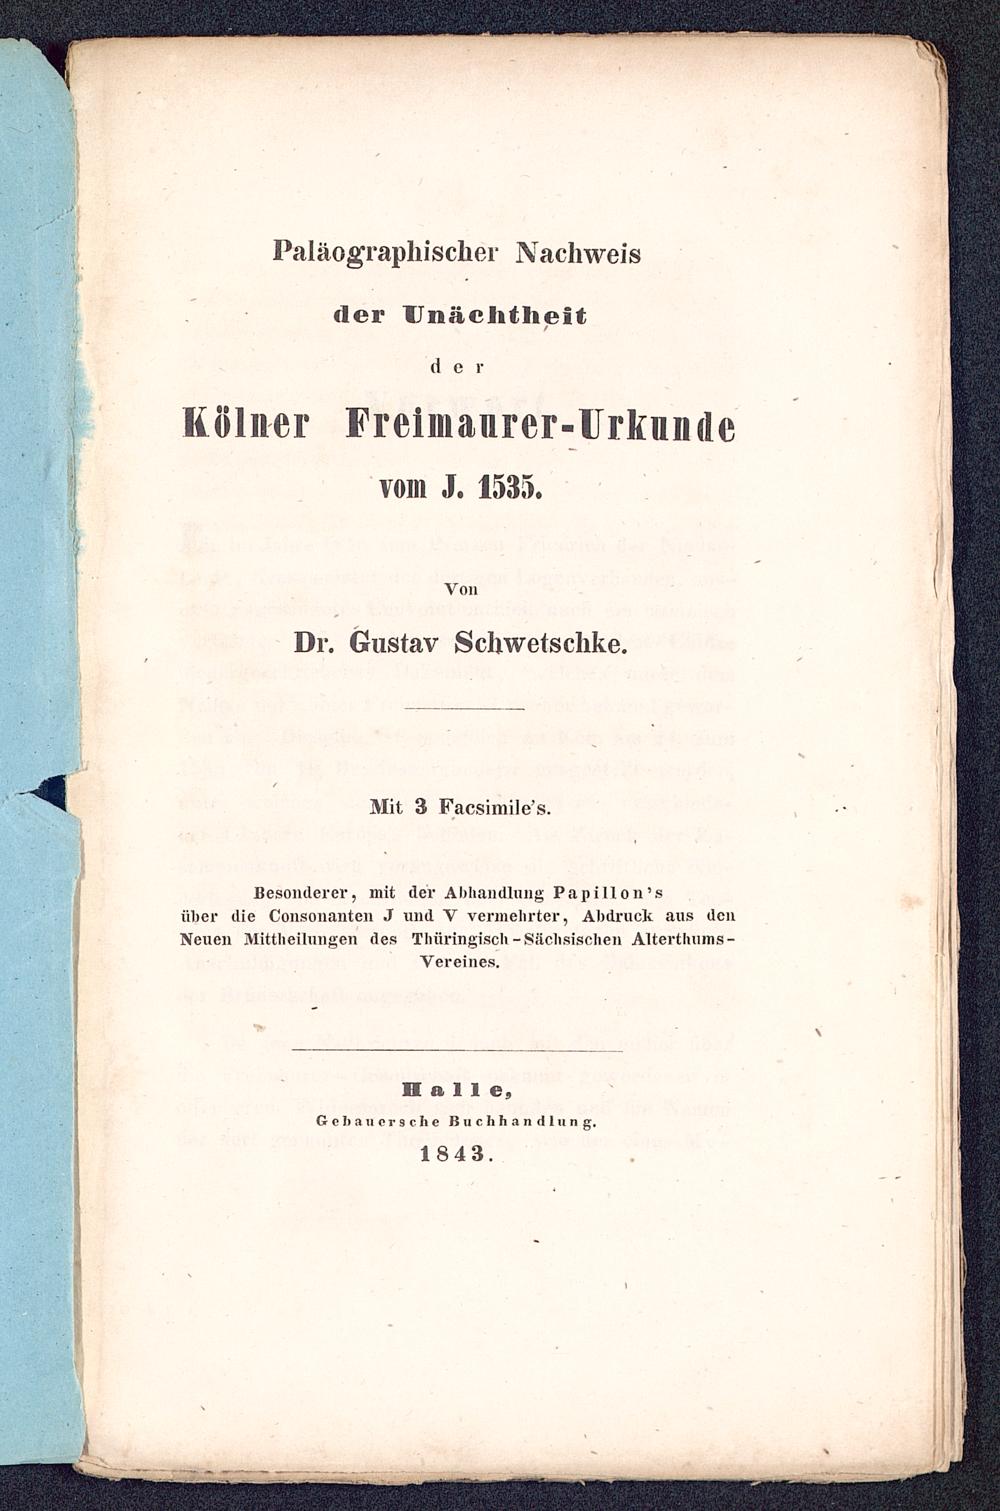 Paläographischer Nachweis
der Unächtheit
der
Kölner Freimaurer-Urkunde
vom J. 1535.
Von
Dr. Gustav Schwetschke.
Mit 3 Facsimile's.
Besonderer, mit der Abhandlung Papillon's
über die Consonanten J und V vermehrter, Abdruck aus den
Neuen Mittheilungen des Thüringisch-Sächsischen Alterthums-
Vereines.
Halle,
Gebauersche Buchhandlung.
1843.